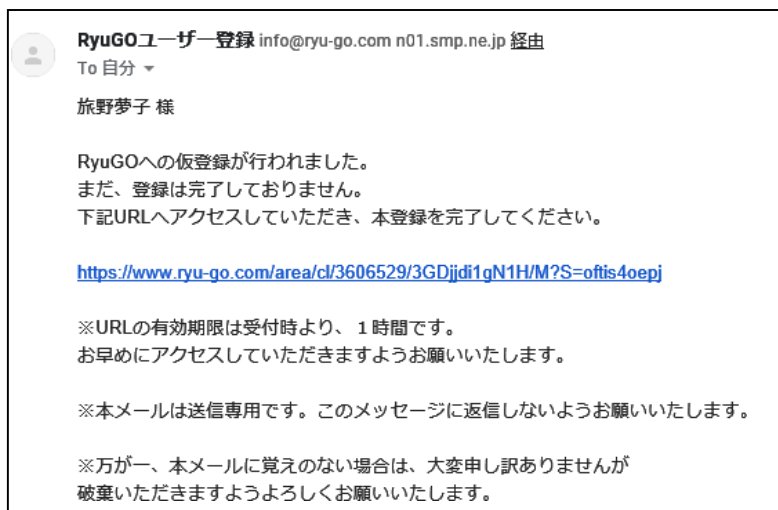 RyuGOユーザー登録 info@ryu-go.com n01.smp.ne.jp 経由
To 自分
旅野夢子 様
RyuGOへの仮登録が行われました。
まだ、登録は完了しておりません。
下記URLへアクセスしていただき、本登録を完了してください。
https://www.ryu-go.com/area/cl/3606529/3GDjjdi1gN1H/M?S=oftis4oepj
※URLの有効期限は受付時より、１時間です。
お早めにアクセスしていただきますようお願いいたします。
※本メールは送信専用です。このメッセージに返信しないようお願いいたします。
※万が一、本メールに覚えのない場合は、大変申し訳ありませんが
破棄いただきますようよろしくお願いいたします。